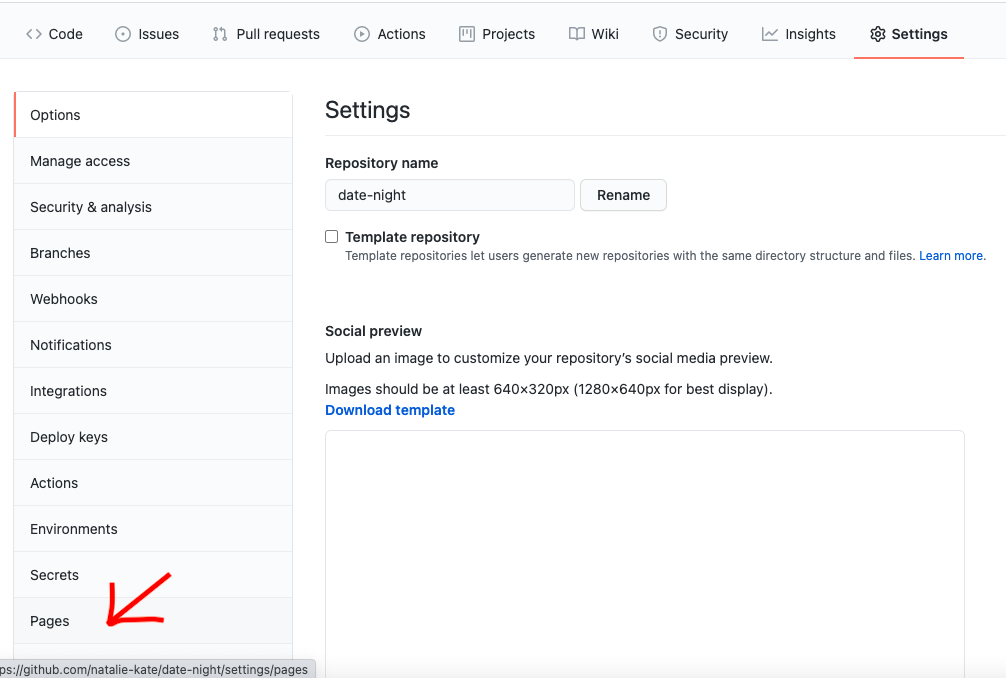 Code Issues Pull requests Actions Projects Wiki Security Insights Settings
Options
Manage access
Security & analysis
Branches
Webhooks
Notifications
Integrations
Deploy keys
Actions
Environments
Secrets
Pages
Settings
Repository name
date-night Rename
Template repository
Template repositories let users generate new repositories with the same directory structure and files. Learn more.
Social preview
Upload an image to customize your repository’s social media preview.
Images should be at least 640×320px (1280×640px for best display).
Download template
ps://github.com/natalie-kate/date-night/settings/pages